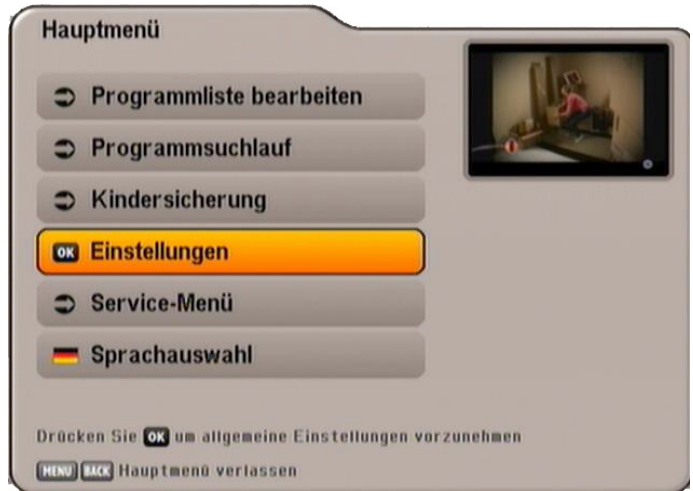 Hauptmenü
Programmliste bearbeiten
Programmsuchlauf
Kindersicherung
OK Einstellungen
Service-Menü
Sprachauswahl
Drücken Sie OK um allgemeine Einstellungen vorzunehmen
MENU BACK Hauptmenü verlassen